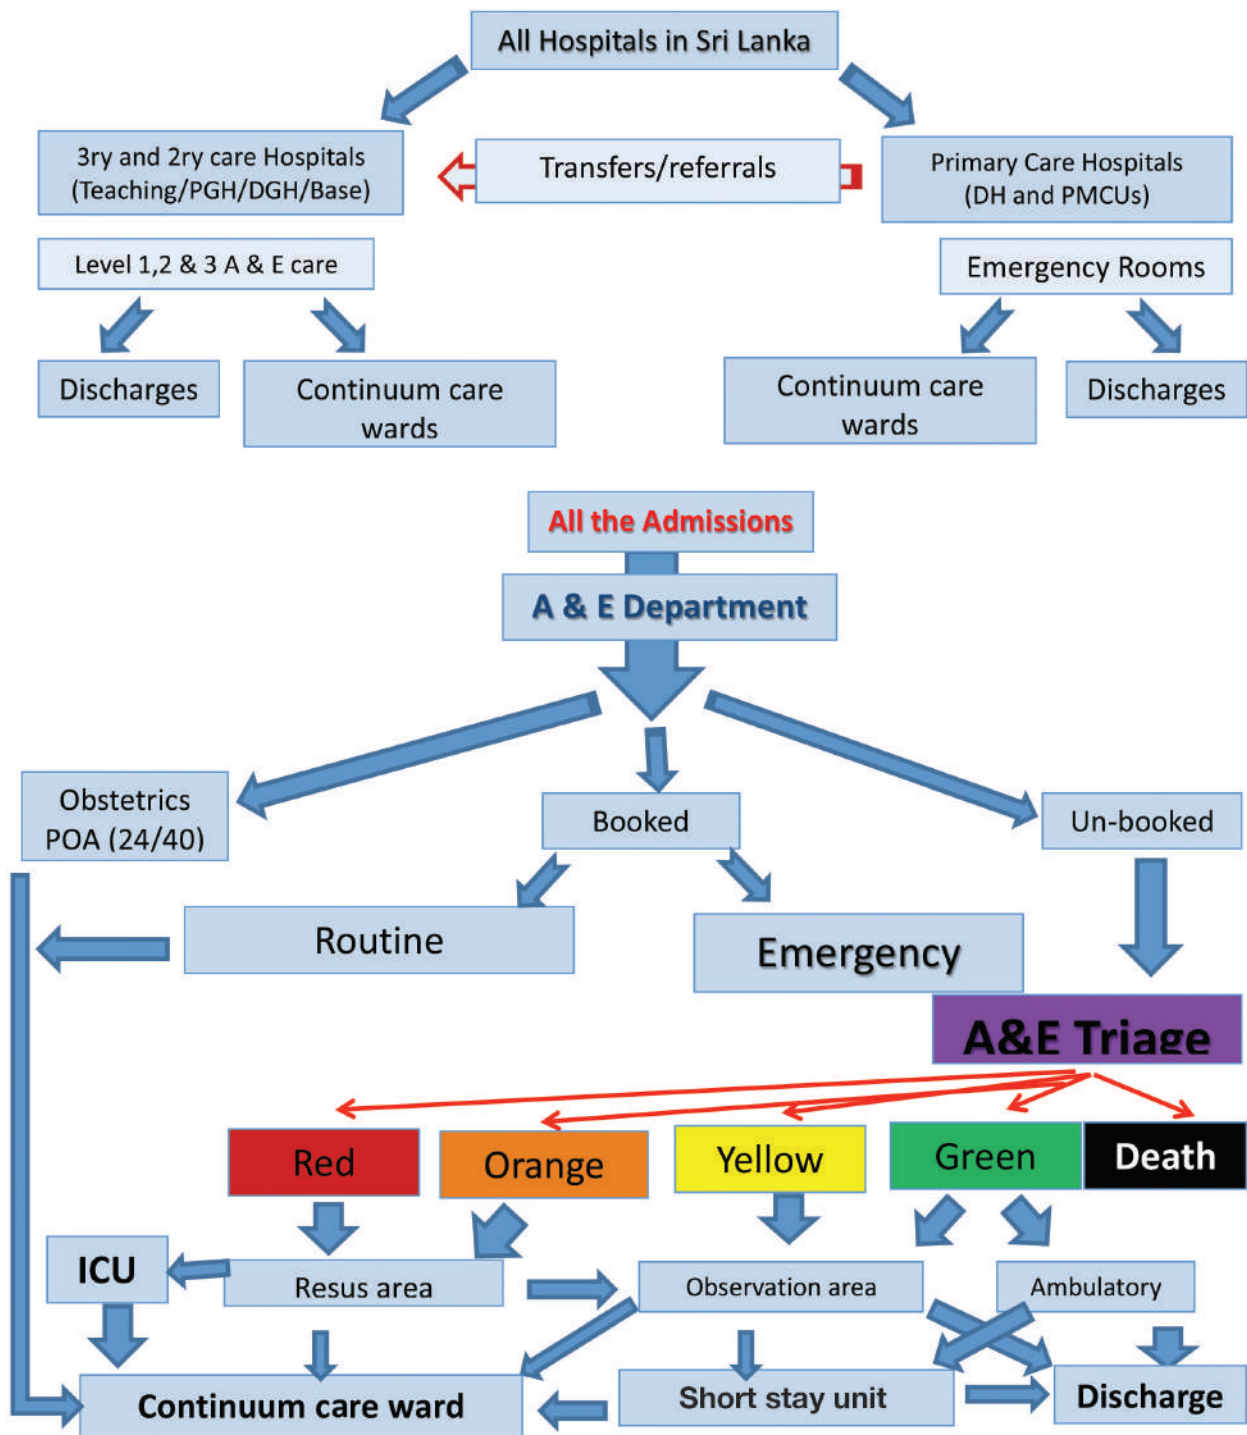 All Hospitals in Sri Lanka
3ry and 2ry care Hospitals
(Teaching/PGH/DGH/Base)
Transfers/referrals
Primary Care Hospitals
(DH and PMCUs)
Level 1,2 & 3 A & E care
Emergency Rooms
Discharges
Continuum care
wards
Continuum care
wards
Discharges
All the Admissions
A & E Department
Obstetrics
POA (24/40)
Booked
Un-booked
Routine
Emergency
A&E Triage
Red
Orange
Yellow
Green
Death
ICU
Resus area
Observation area
Ambulatory
Continuum care ward
Short stay unit
Discharge